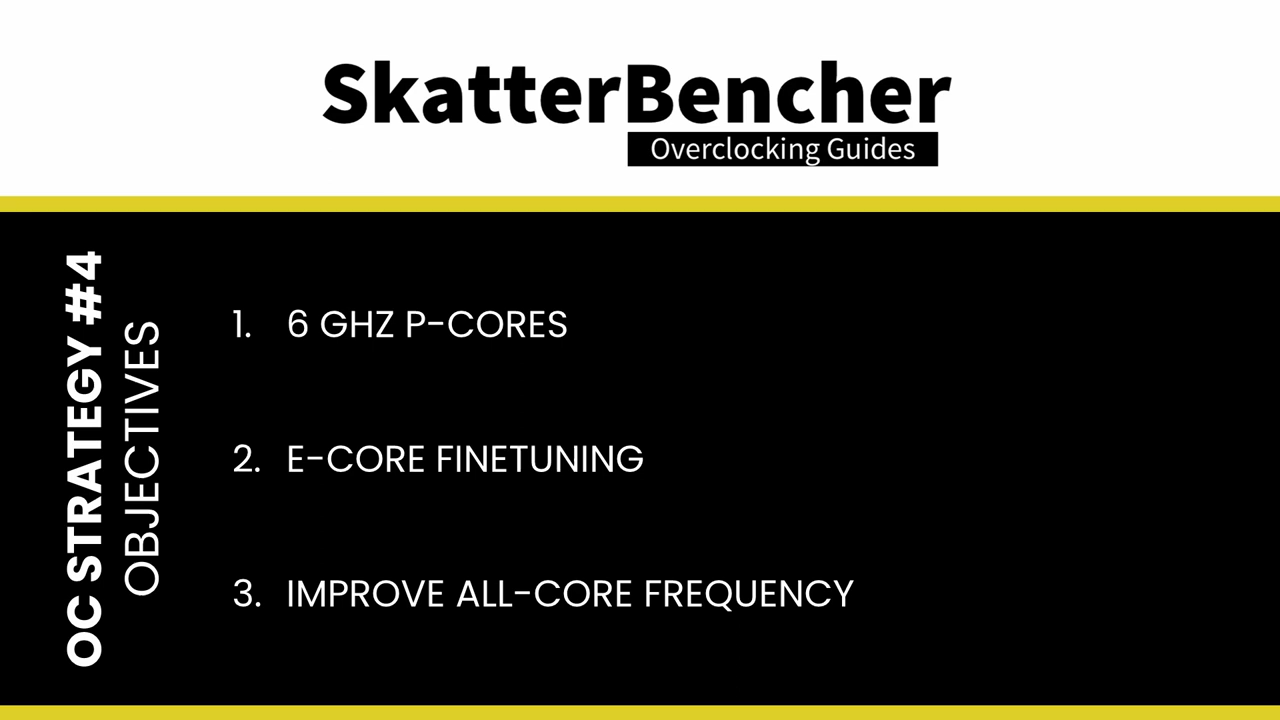 SkatterBencher
Overclocking Guides
OC STRATEGY #4
OBJECTIVES
1. 6 GHZ P-CORES
2. E-CORE FINETUNING
3. IMPROVE ALL-CORE FREQUENCY